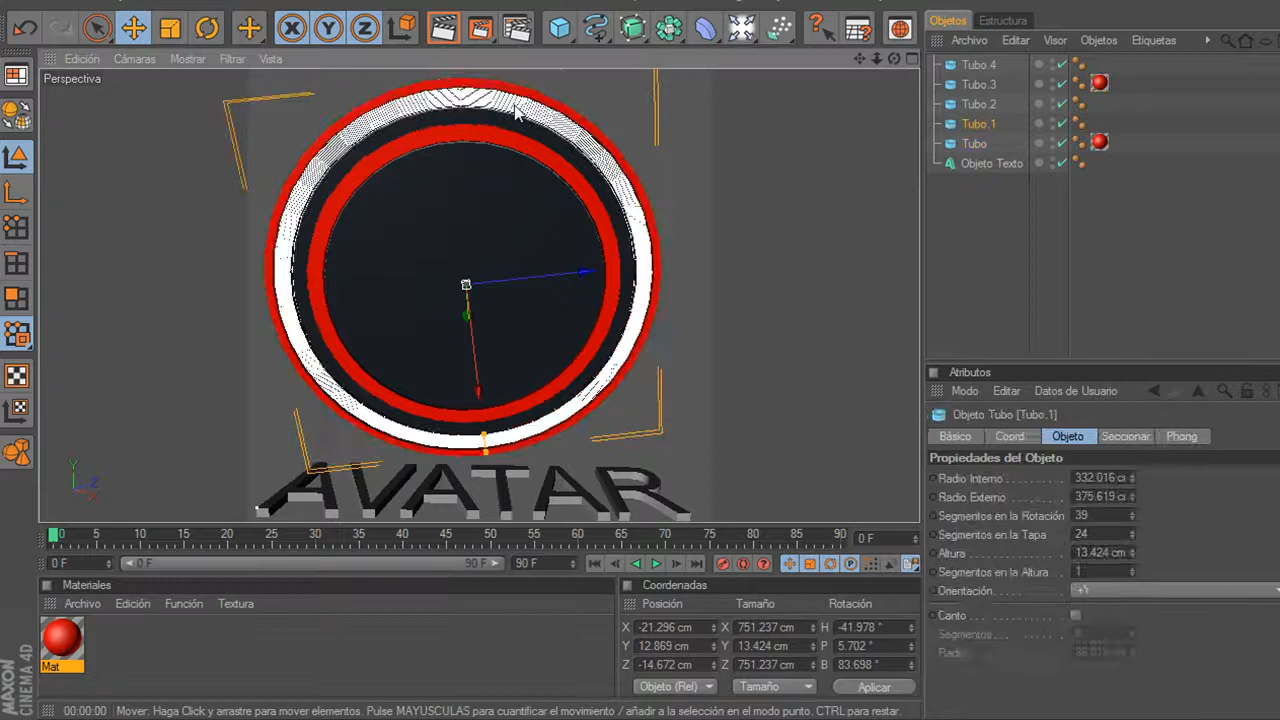 X Y Z
Objetos Estructura
Archivo Editar Visor Objetos Etiquetas
Edición Cámaras Mostrar Filtrar Vista
Perspectiva
Tubo.4
Tubo.3
Tubo.2
Tubo.1
Tubo
Objeto Texto
AVATAR
Y
Z
X
Atributos
Modo Editar Datos de Usuario
Objeto Tubo [Tubo.1]
Básico Coord. Objeto Seccionar Phong
Propiedades del Objeto
Radio Interno 332.016 cm
Radio Externo 375.619 cm
Segmentos en la Rotación 39
Segmentos en la Tapa 24
Altura 13.424 cm
Segmentos en la Altura 1
Orientación +Y
Canto
Segmentos
0 5 10 15 20 25 30 35 40 45 50 55 60 65 70 75 80 85 90 0 F
0 F 0 F 90 F 90 F
Materiales
Archivo Edición Función Textura
Mat
Coordenadas
Posición Tamaño Rotación
X -21.296 cm X 751.237 cm H -41.978 °
Y 12.869 cm Y 13.424 cm P 5.702 °
Z -14.672 cm Z 751.237 cm B 83.698 °
Objeto (Rel) Tamaño Aplicar
MAXON CINEMA 4D
00:00:00 Mover: Haga Click y arrastre para mover elementos. Pulse MAYUSCULAS para cuantificar el movimiento / añadir a la selección en el modo punto. CTRL para restar.